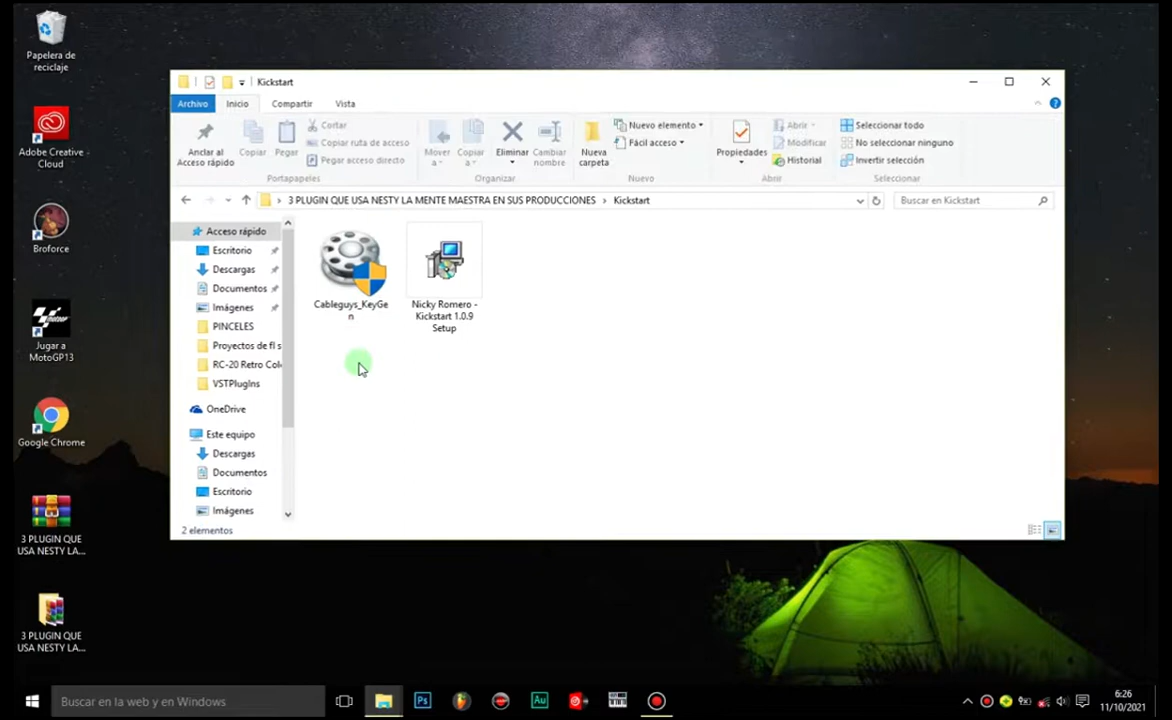 Papelera de
reciclaje
Adobe Creative -
Cloud
Broforce
Jugar a
MotoGP13
Google Chrome
3 PLUGIN QUE
USA NESTY LA...
3 PLUGIN QUE
USA NESTY LA...
Kickstart
Archivo Inicio Compartir Vista
Anclar al
Acceso rápido
Copiar
Pegar
Cortar
Copiar ruta de acceso
Pegar acceso directo
Portapapeles
Mover
a
Copiar
a
Eliminar
Cambiar
nombre
Organizar
Nueva
carpeta
Nuevo elemento
Fácil acceso
Nuevo
Propiedades
Abrir
Modificar
Historial
Abrir
Seleccionar todo
No seleccionar ninguno
Invertir selección
Seleccionar
3 PLUGIN QUE USA NESTY LA MENTE MAESTRA EN SUS PRODUCCIONES > Kickstart
Buscar en Kickstart
Acceso rápido
Escritorio
Descargas
Documentos
Imágenes
PINCELES
Proyectos de fl s
RC-20 Retro Col
VSTPlugIns
OneDrive
Este equipo
Descargas
Documentos
Escritorio
Imágenes
Cableguys_KeyGe
n
Nicky Romero -
Kickstart 1.0.9
Setup
2 elementos
Buscar en la web y en Windows
Ps
Au
6:26
11/10/2021